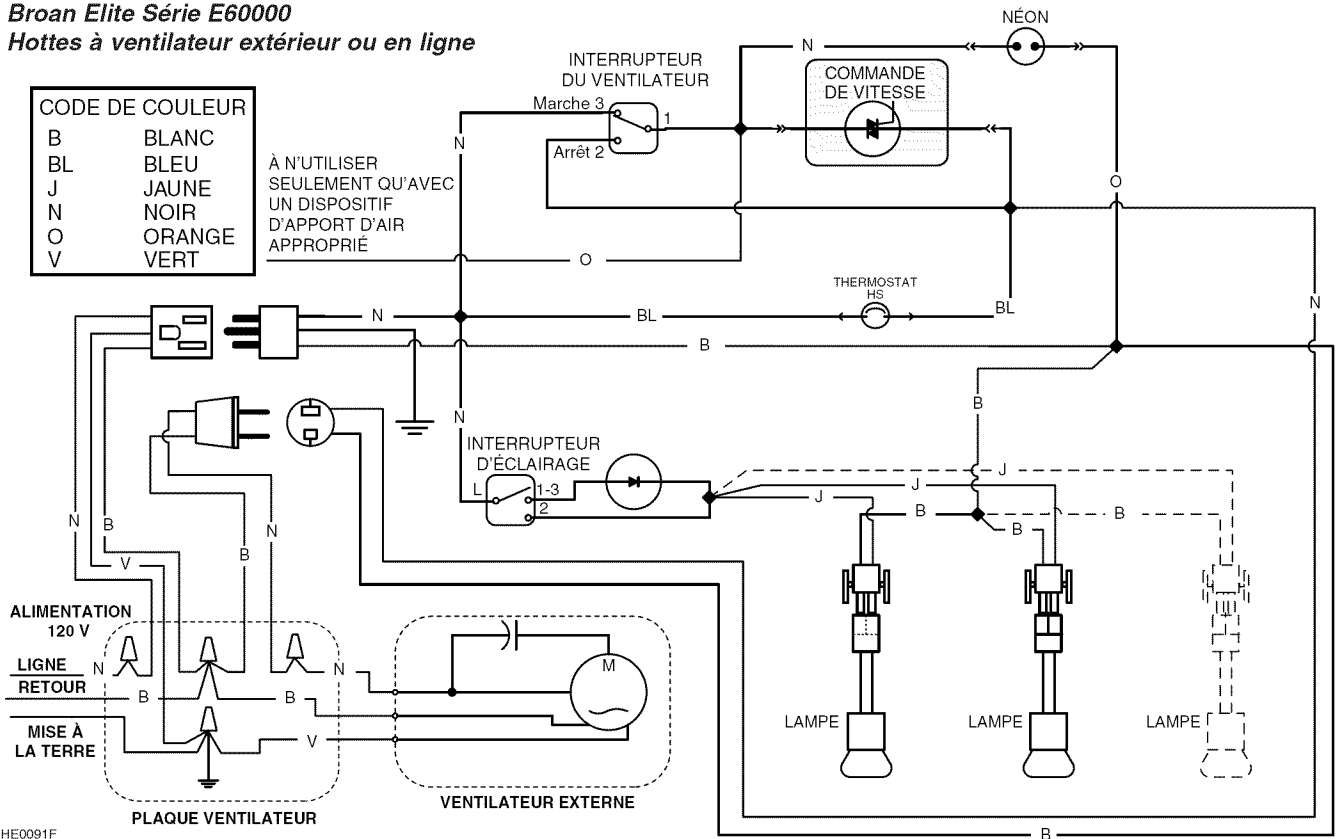 Broan Elite Série E60000
Hottes à ventilateur extérieur ou en ligne
CODE DE COULEUR
B BLANC
BL BLEU
J JAUNE
N NOIR
O ORANGE
V VERT
À N'UTILISER
SEULEMENT QU'AVEC
UN DISPOSITIF
D'APPORT D'AIR
APPROPRIÉ
INTERRUPTEUR
DU VENTILATEUR
Marche 3
1
Arrêt 2
N
NÉON
COMMANDE
DE VITESSE
N
O
O
THERMOSTAT
HS
N
BL
BL
N
B
N
B
INTERRUPTEUR
D'ÉCLAIRAGE
L
1-3
2
J
J
J
B
B
B
N
B
V
B
N
ALIMENTATION
120 V
LIGNE
RETOUR
MISE À
LA TERRE
N
N
B
B
V
M
PLAQUE VENTILATEUR
VENTILATEUR EXTERNE
LAMPE
LAMPE
LAMPE
B
HE0091F